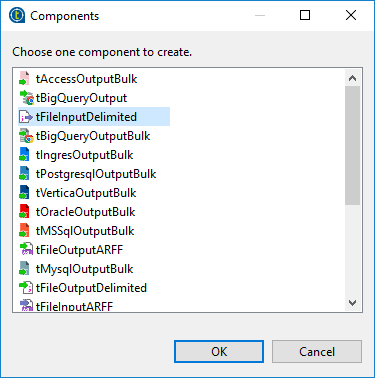 Components
Choose one component to create.
tAccessOutputBulk
tBigQueryOutput
tFileInputDelimited
tBigQueryOutputBulk
tIngresOutputBulk
tPostgresqlOutputBulk
tVerticaOutputBulk
tOracleOutputBulk
tMSSqlOutputBulk
tFileOutputARFF
tMysqlOutputBulk
tFileOutputDelimited
tFileInputARFF
OK
Cancel